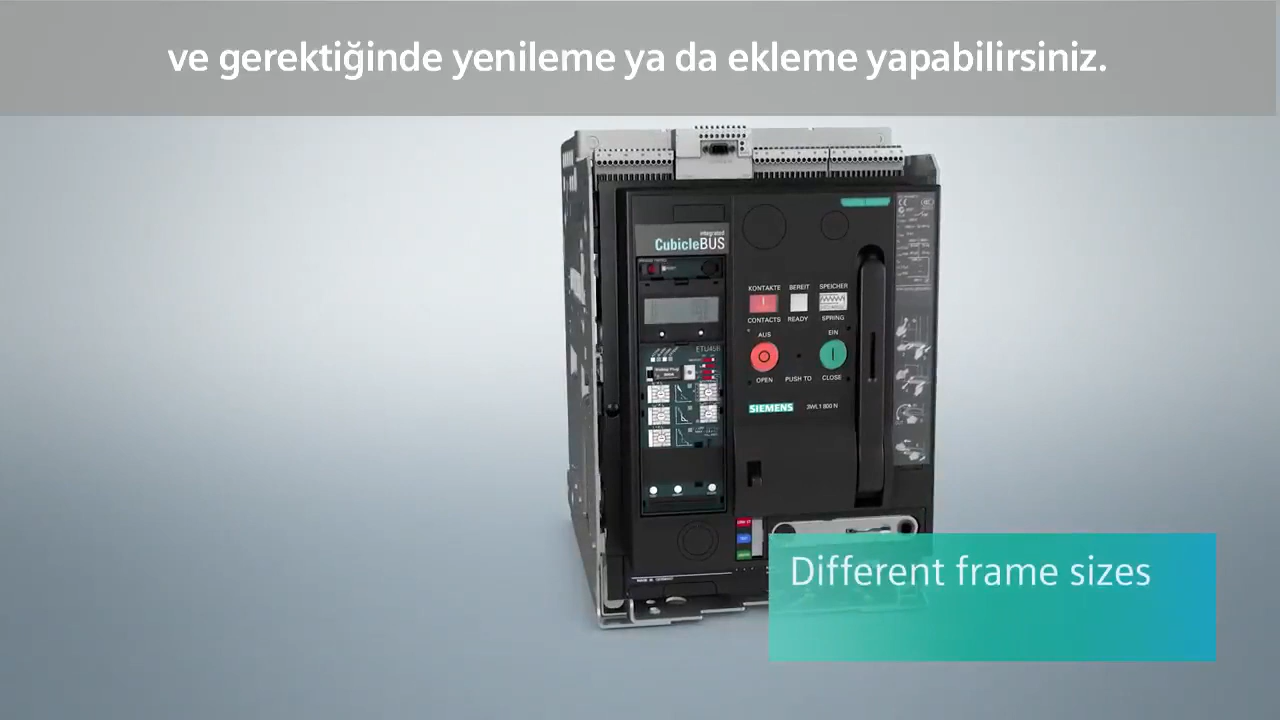 ve gerektiğinde yenileme ya da ekleme yapabilirsiniz.
integrated
CubicleBUS
KONTAKTE BEREIT SPEICHER
CONTACTS READY SPRING
AUS EIN
OPEN PUSH TO CLOSE
ETU45B
SIEMENS 3WL1 800 N
Different frame sizes